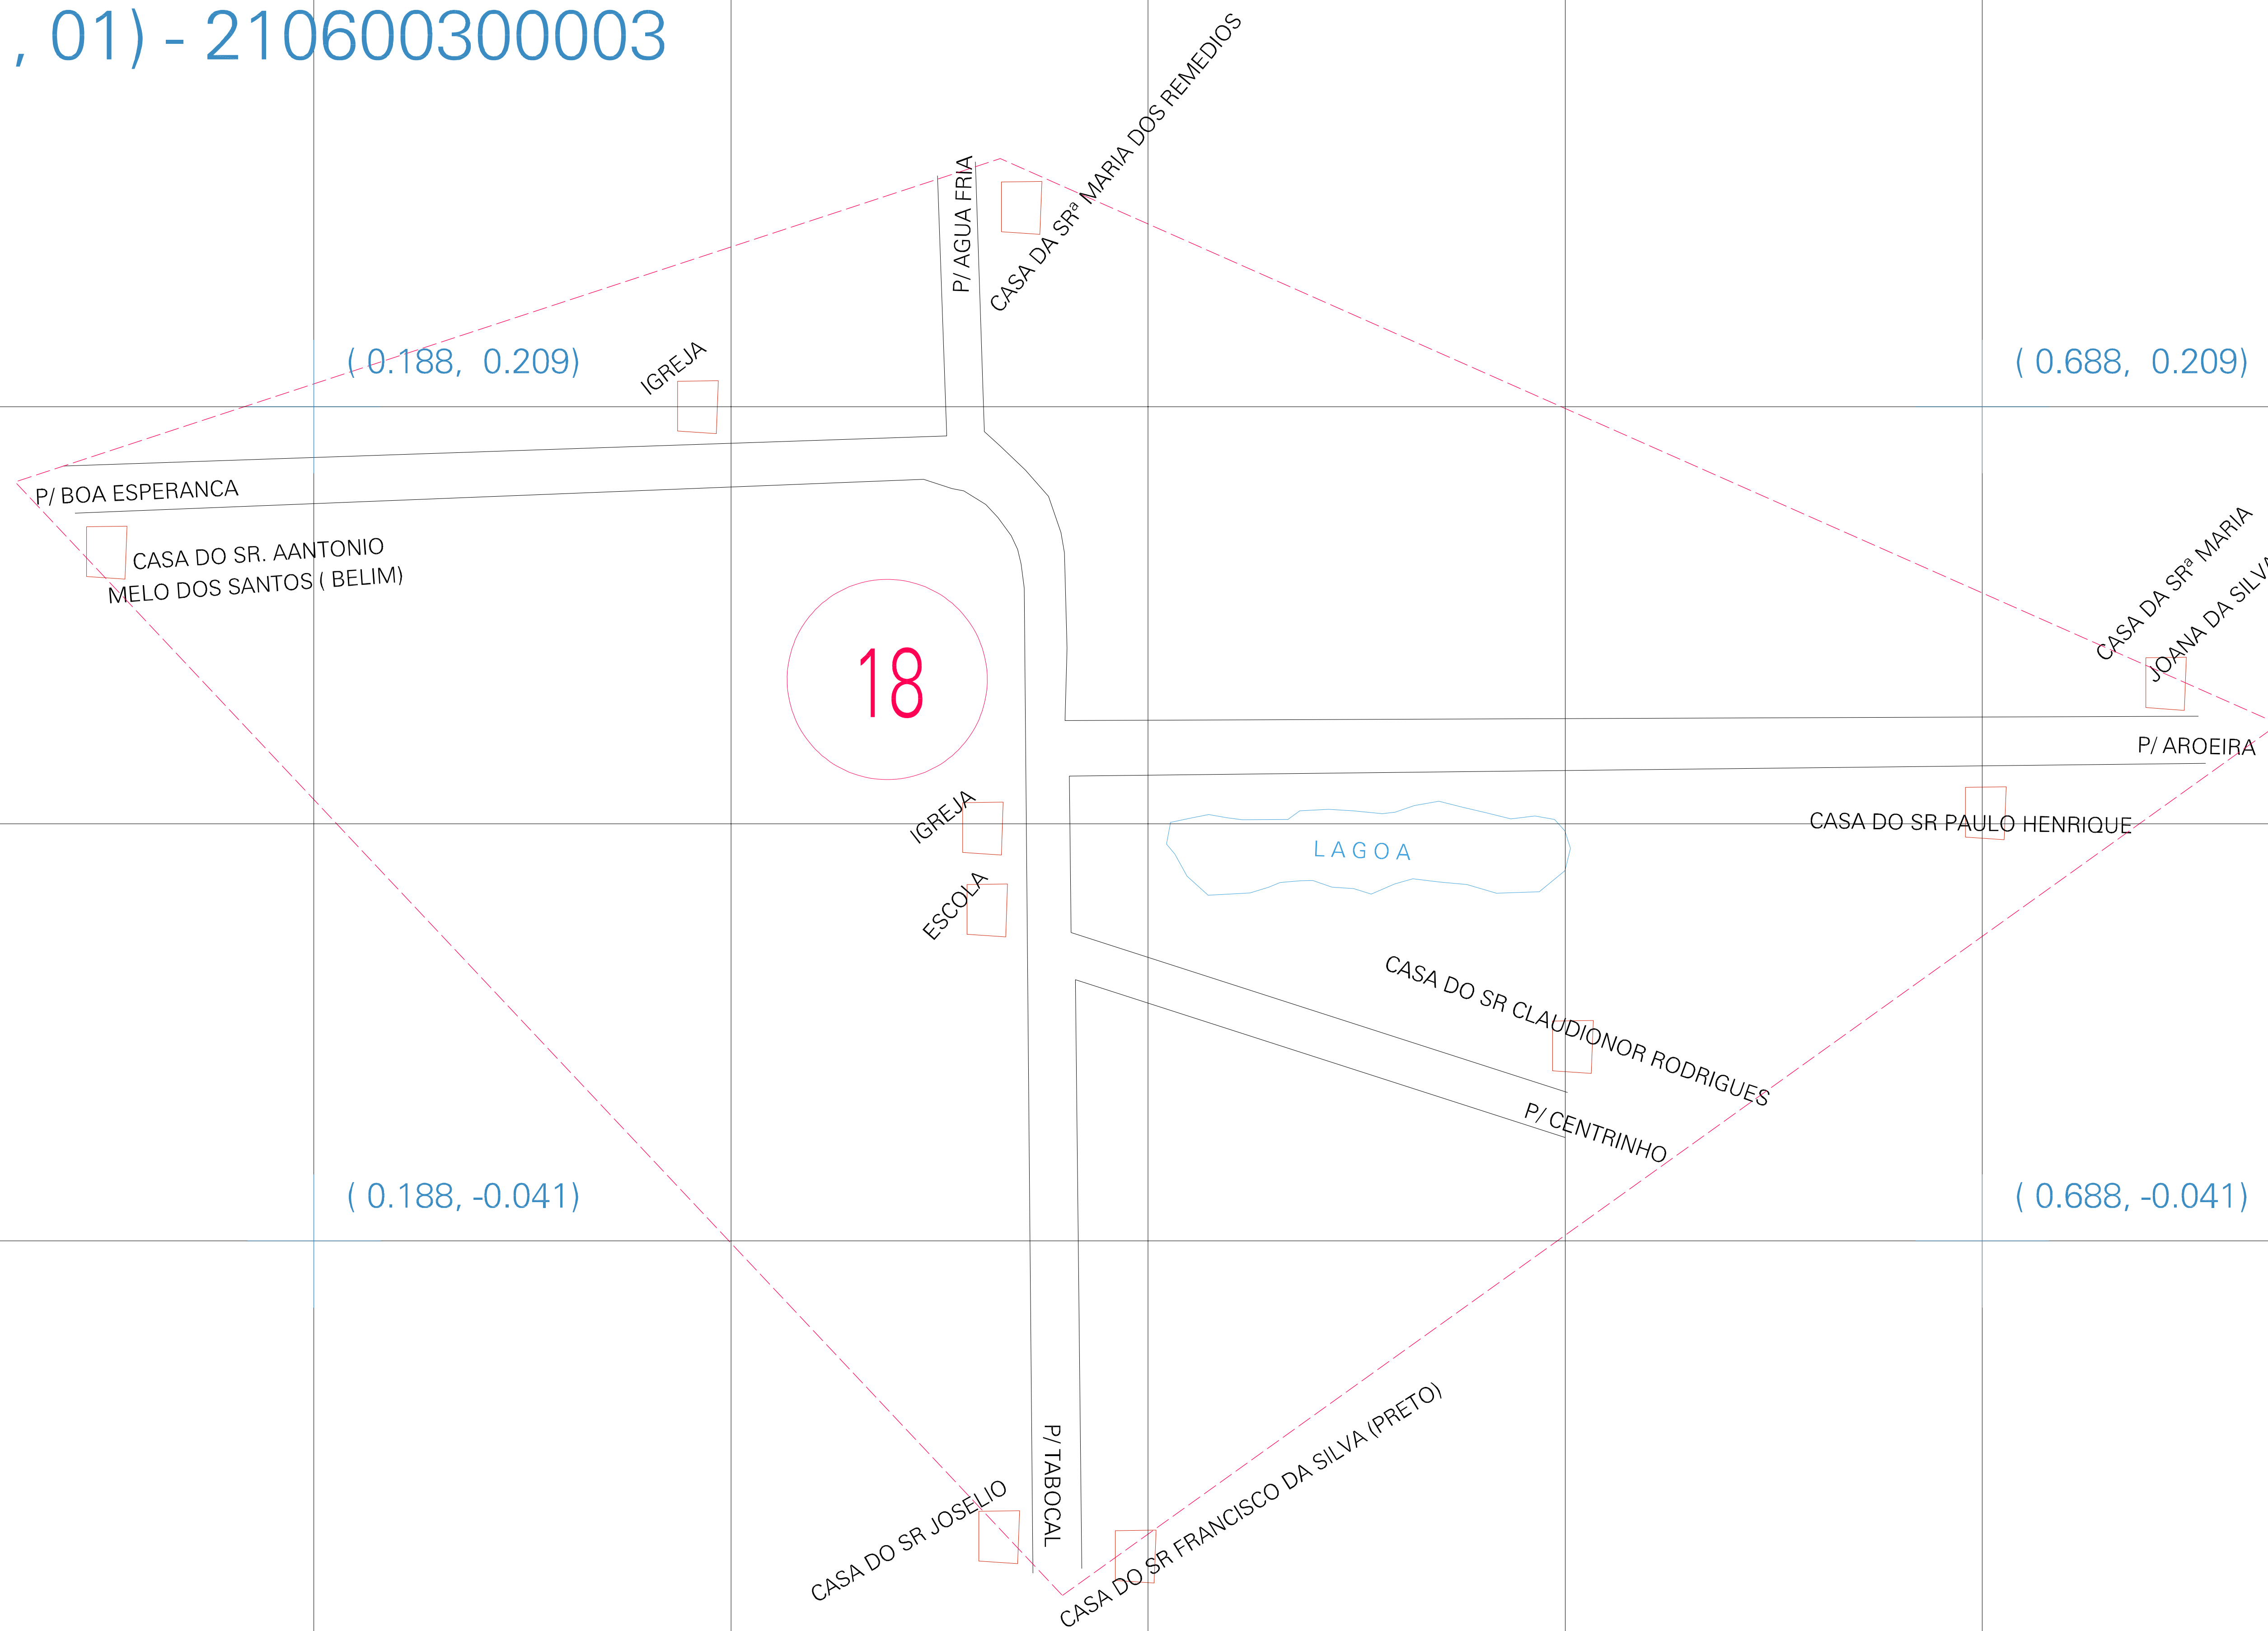 , 01) - 210600300003
CASA DA SRª MARIA DOS REMEDIOS
P/ AGUA FRIA
IGREJA
( 0.188, 0.209)
( 0.688, 0.209)
P/ BOA ESPERANCA
CASA DO SR. AANTONIO
MELO DOS SANTOS ( BELIM)
CASA DA SRª MARIA
JOANA DA SILVA
18
P/ AROEIRA
IGREJA
CASA DO SR PAULO HENRIQUE
LAGOA
ESCOLA
CASA DO SR CLAUDIONOR RODRIGUES
P/ CENTRINHO
( 0.188, -0.041)
( 0.688, -0.041)
P/ TABOCAL
CASA DO SR JOSELIO
CASA DO SR FRANCISCO DA SILVA (PRETO)